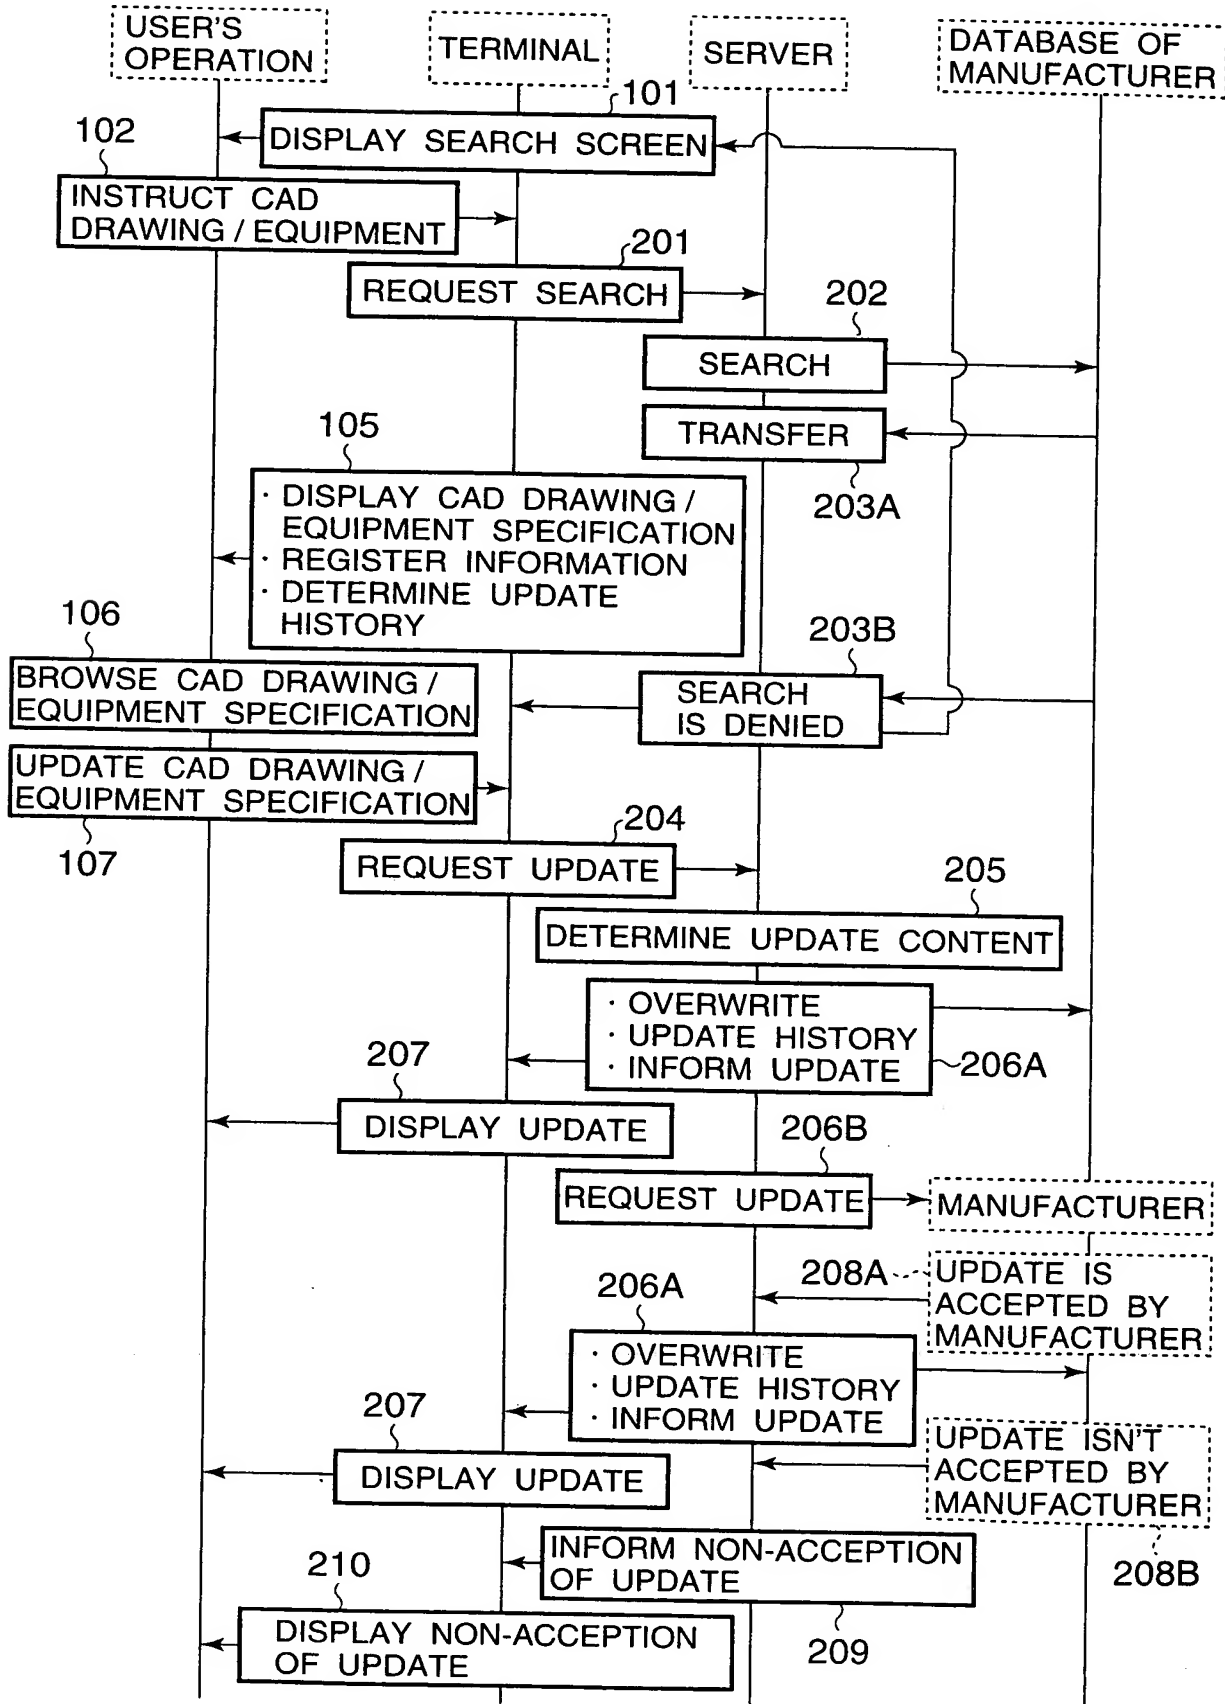 USER'S
OPERATION
TERMINAL
SERVER
DATABASE OF
MANUFACTURER
101
DISPLAY SEARCH SCREEN
102
INSTRUCT CAD
DRAWING / EQUIPMENT
201
REQUEST SEARCH
202
SEARCH
TRANSFER
203A
105
· DISPLAY CAD DRAWING /
EQUIPMENT SPECIFICATION
· REGISTER INFORMATION
· DETERMINE UPDATE
HISTORY
106
BROWSE CAD DRAWING /
EQUIPMENT SPECIFICATION
203B
SEARCH
IS DENIED
UPDATE CAD DRAWING /
EQUIPMENT SPECIFICATION
107
204
REQUEST UPDATE
205
DETERMINE UPDATE CONTENT
· OVERWRITE
· UPDATE HISTORY
· INFORM UPDATE
206A
207
DISPLAY UPDATE
206B
REQUEST UPDATE
MANUFACTURER
208A
UPDATE IS
ACCEPTED BY
MANUFACTURER
206A
· OVERWRITE
· UPDATE HISTORY
· INFORM UPDATE
207
DISPLAY UPDATE
UPDATE ISN'T
ACCEPTED BY
MANUFACTURER
208B
INFORM NON-ACCEPTION
OF UPDATE
209
210
DISPLAY NON-ACCEPTION
OF UPDATE